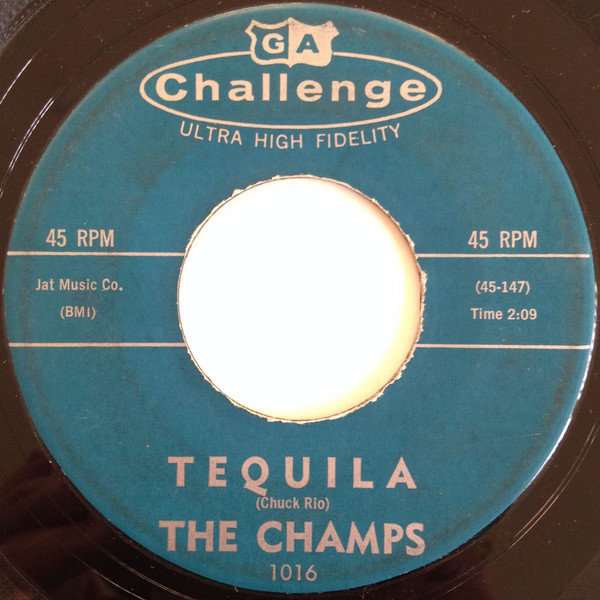 GA
Challenge
ULTRA HIGH FIDELITY
45 RPM
Jat Music Co.
(BMI)
45 RPM
(45-147)
Time 2:09
TEQUILA
(Chuck Rio)
THE CHAMPS
1016